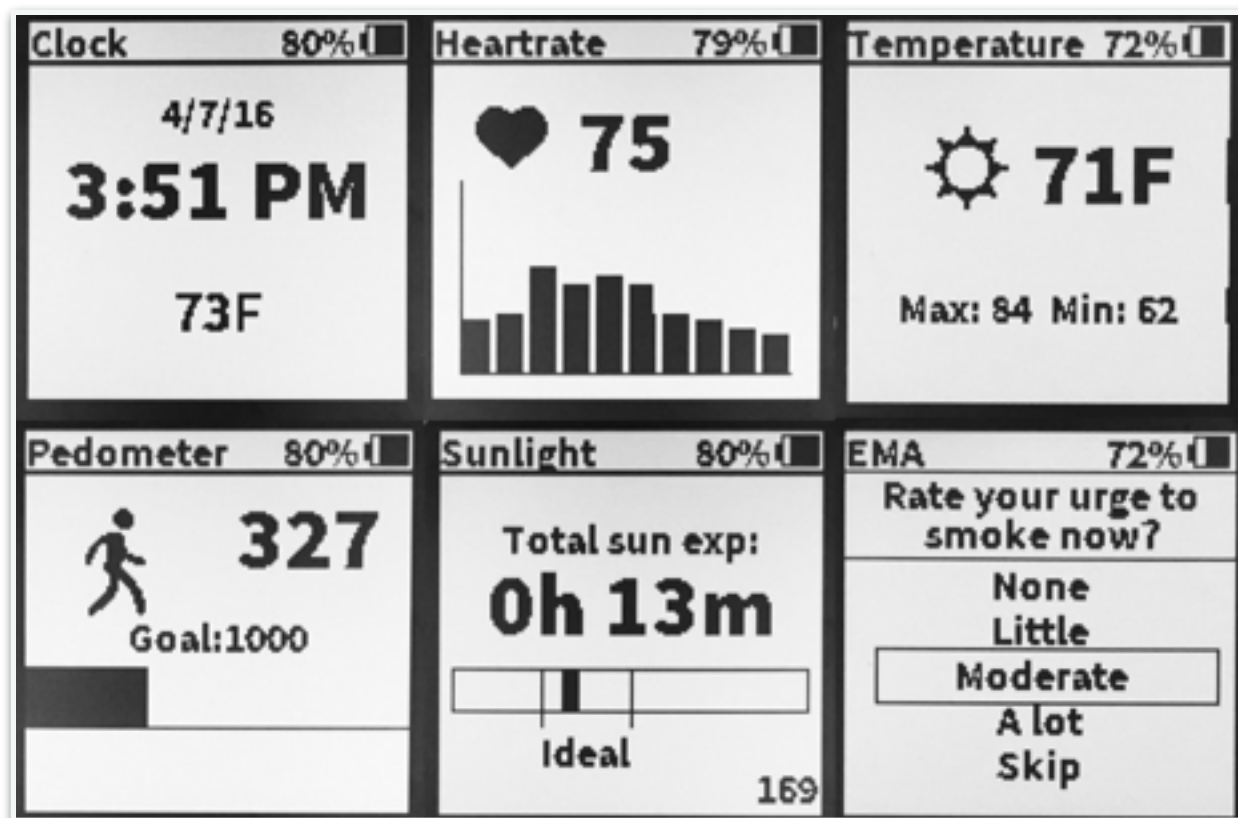 Clock 80%
4/7/16
3:51 PM
73F
Heartrate 79%
75
Temperature 72%
71F
Max: 84 Min: 62
Pedometer 80%
327
Goal:1000
Sunlight 80%
Total sun exp:
0h 13m
Ideal
169
EMA 72%
Rate your urge to
smoke now?
None
Little
Moderate
A lot
Skip